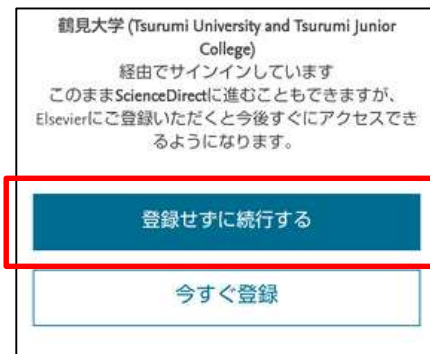 鶴見大学 (Tsurumi University and Tsurumi Junior
College)
経由でサインインしています
このままScienceDirectに進むこともできますが、
Elsevierにご登録いただくと今後すぐにアクセスでき
るようになります。
登録せずに続行する
今すぐ登録